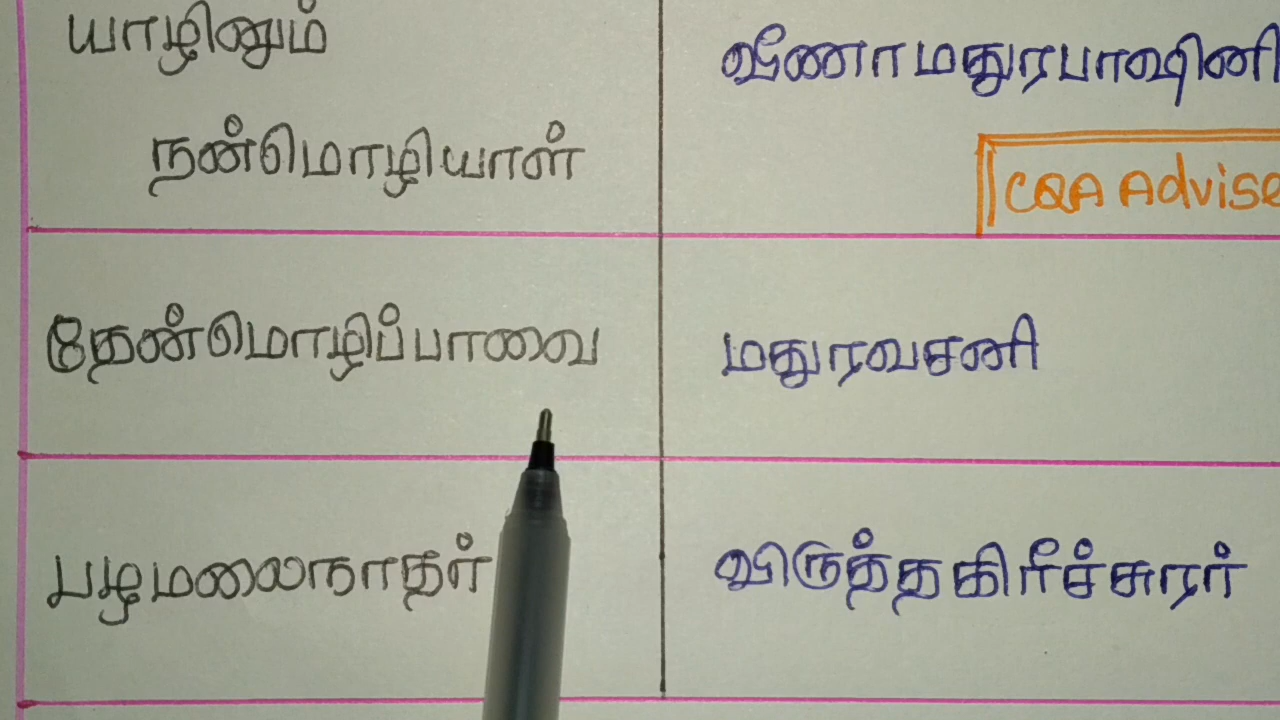 யாழினும்
நன்மொழியாள்
வீணாமதுரபாஷினி
CQA Advise
தேன்மொழிப்பாவை
மதுரவசனி
பழமலைநாதர்
விருத்தகிரீச்சுரர்